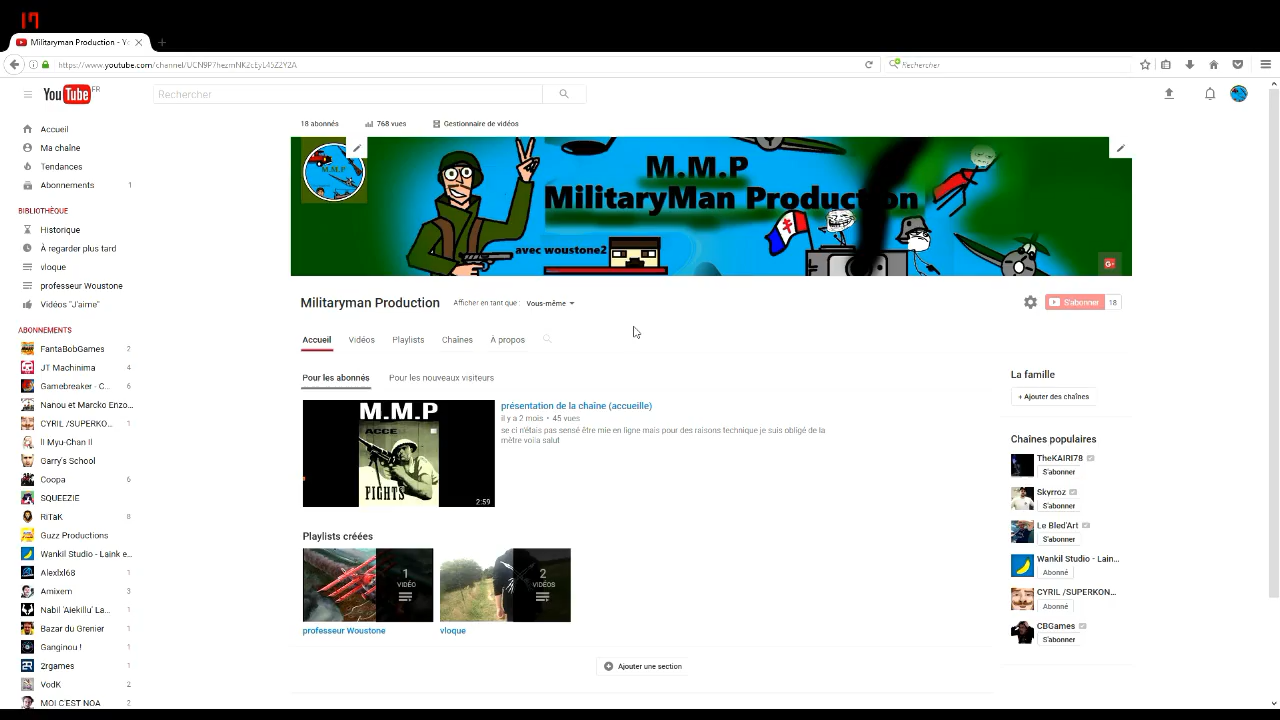 17
Militaryman Production - Yo
https://www.youtube.com/channel/UCN9P7hezmNK2cEyL45Z2Y2A
Rechercher
YouTube FR
Rechercher
18 abonnés
768 vues
Gestionnaire de vidéos
Accueil
Ma chaîne
Tendances
Abonnements 1
BIBLIOTHÈQUE
Historique
À regarder plus tard
vloque
professeur Woustone
Vidéos "J'aime"
ABONNEMENTS
FantaBobGames 2
JT Machinima 4
Gamebreaker - C... 2
Nanou et Marcko Enzo...
CYRIL /SUPERKO... 1
Il Myu-Chan Il
Garry's School
Coopa 6
SQUEEZIE
RiTaK 8
Guzz Productions
Wankil Studio - Laink e...
Alexlxl68 1
Amixem 3
Nabil 'Aiekillu' La... 1
Bazar du Grenier 1
Ganginou ! 1
2rgames 1
VodK 2
MOI C'EST NOA 2
M.M.P
M.M.P
MilitaryMan Production
avec woustone2
G+
Militaryman Production
Afficher en tant que : Vous-même
S'abonner 18
Accueil
Vidéos
Playlists
Chaînes
À propos
Pour les abonnés
Pour les nouveaux visiteurs
M.M.P
ACCE
FIGHTS
2:59
présentation de la chaîne (accueille)
il y a 2 mois • 45 vues
se ci n'étais pas sensé être mie en ligne mais pour des raisons technique je suis obligé de la
mètre voila salut
Playlists créées
1
VIDÉO
2
VIDÉOS
professeur Woustone
vloque
Ajouter une section
La famille
+ Ajouter des chaînes
Chaînes populaires
TheKAIRI78
S'abonner
Skyrroz
S'abonner
Le Bled'Art
S'abonner
Wankil Studio - Lain...
Abonné
CYRIL /SUPERKON...
Abonné
CBGames
S'abonner